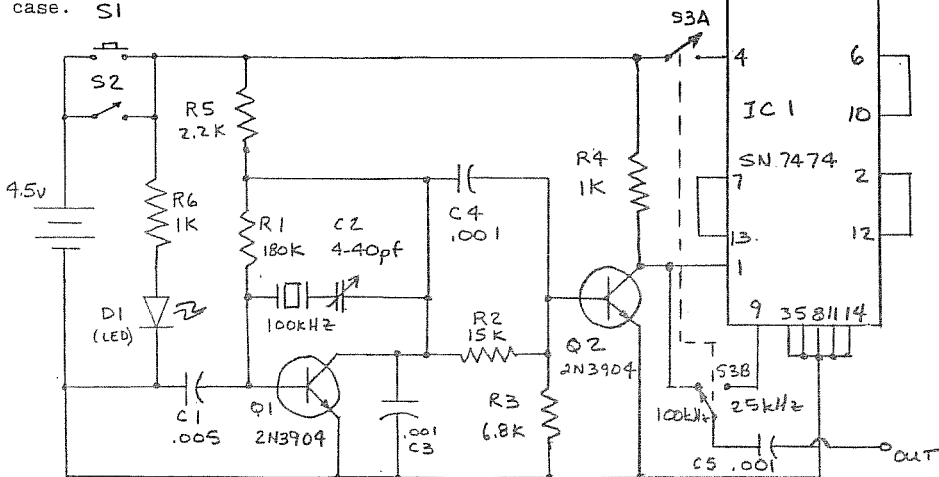 case.
S1
S2
4.5v
R6
1K
D1
(LED)
R5
2.2K
R1
180K
C2
4-40pf
100KHZ
C1
.005
Q1
2N3904
.001
C3
C4
.001
R2
15K
R3
6.8K
R4
1K
Q2
2N3904
S3A
4
6
IC 1
10
SN.7474
7
2
13.
12
1
9
3 5 8 11 14
S3B
100kHz
25kHz
C5 .001
OUT